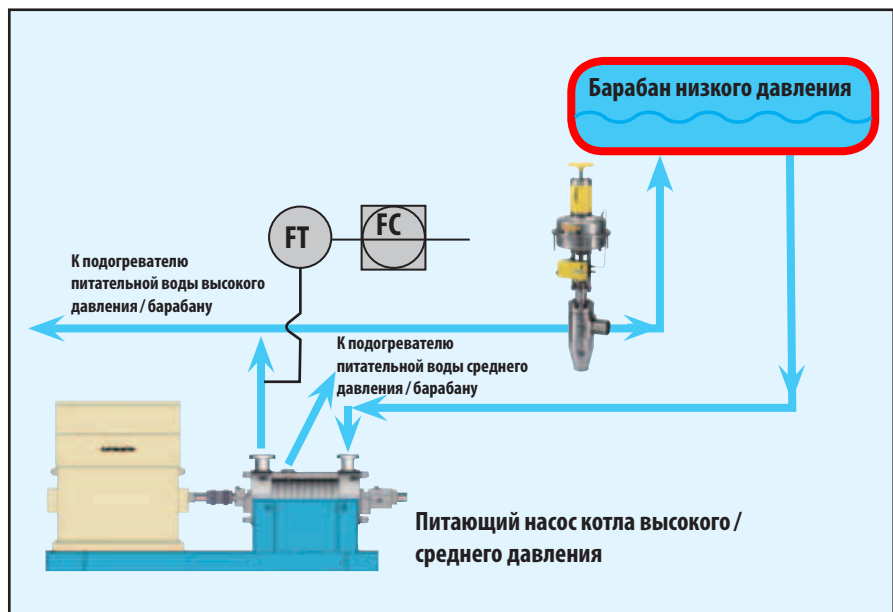 Барабан низкого давления
FT
FC
К подогревателю
питательной воды высокого
давления / барабану
К подогревателю
питательной воды среднего
давления / барабану
Питающий насос котла высокого /
среднего давления